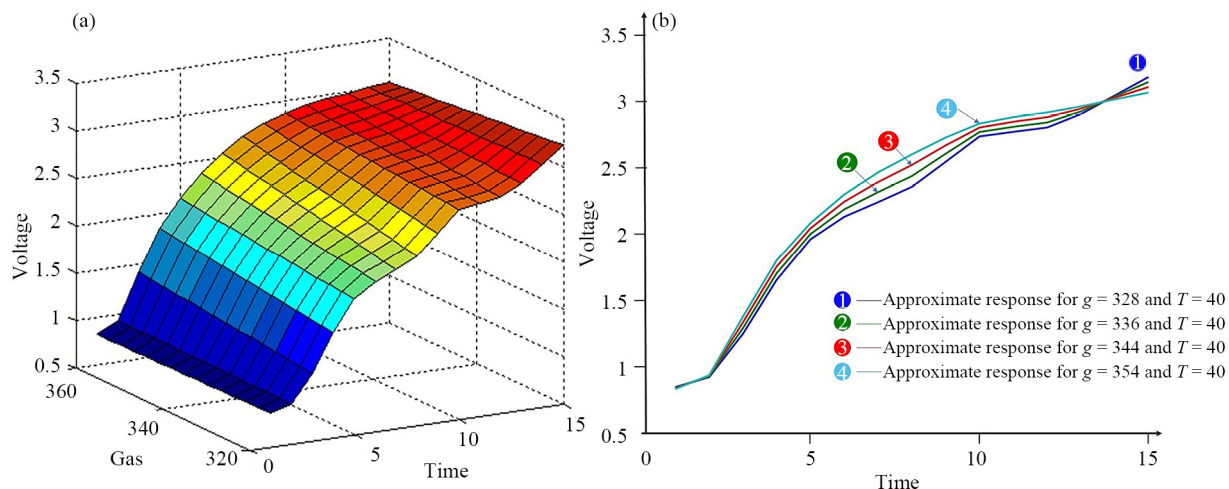 (a)
3.5
3
2.5
2
1.5
1
0.5
Voltage
360
340
320
Gas
0
5
10
15
Time
(b)
3.5
3.0
2.5
2
1.5
1
0.5
0
5
10
15
Time
1
4
3
2
1 Approximate response for g = 328 and T = 40
2 Approximate response for g = 336 and T = 40
3 Approximate response for g = 344 and T = 40
4 Approximate response for g = 354 and T = 40
Voltage